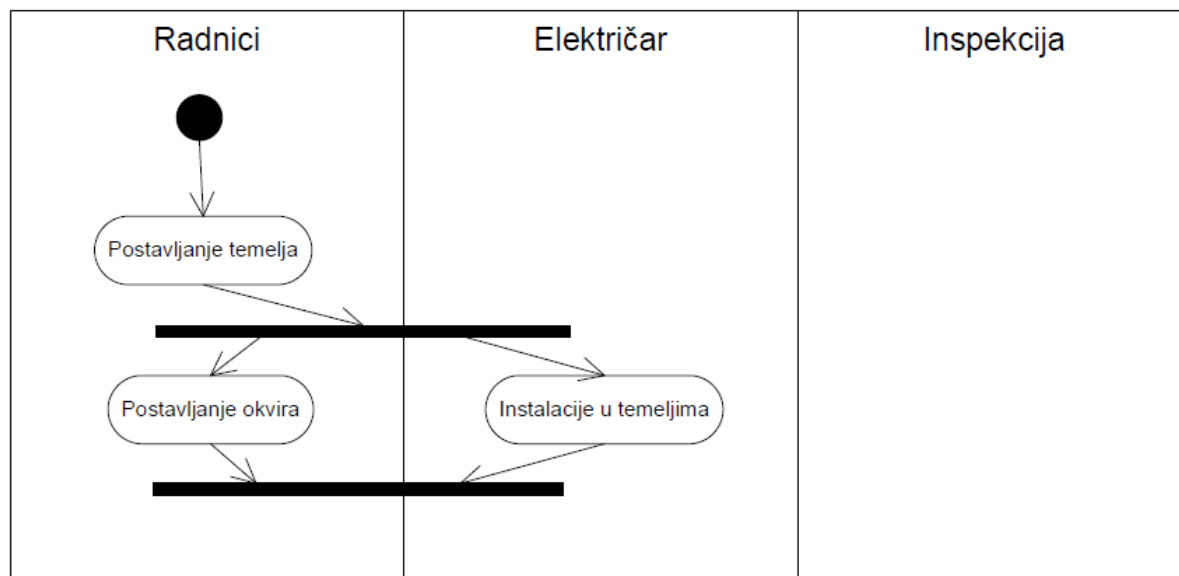 Radnici
Električar
Inspekcija
Postavljanje temelja
Postavljanje okvira
Instalacije u temeljima